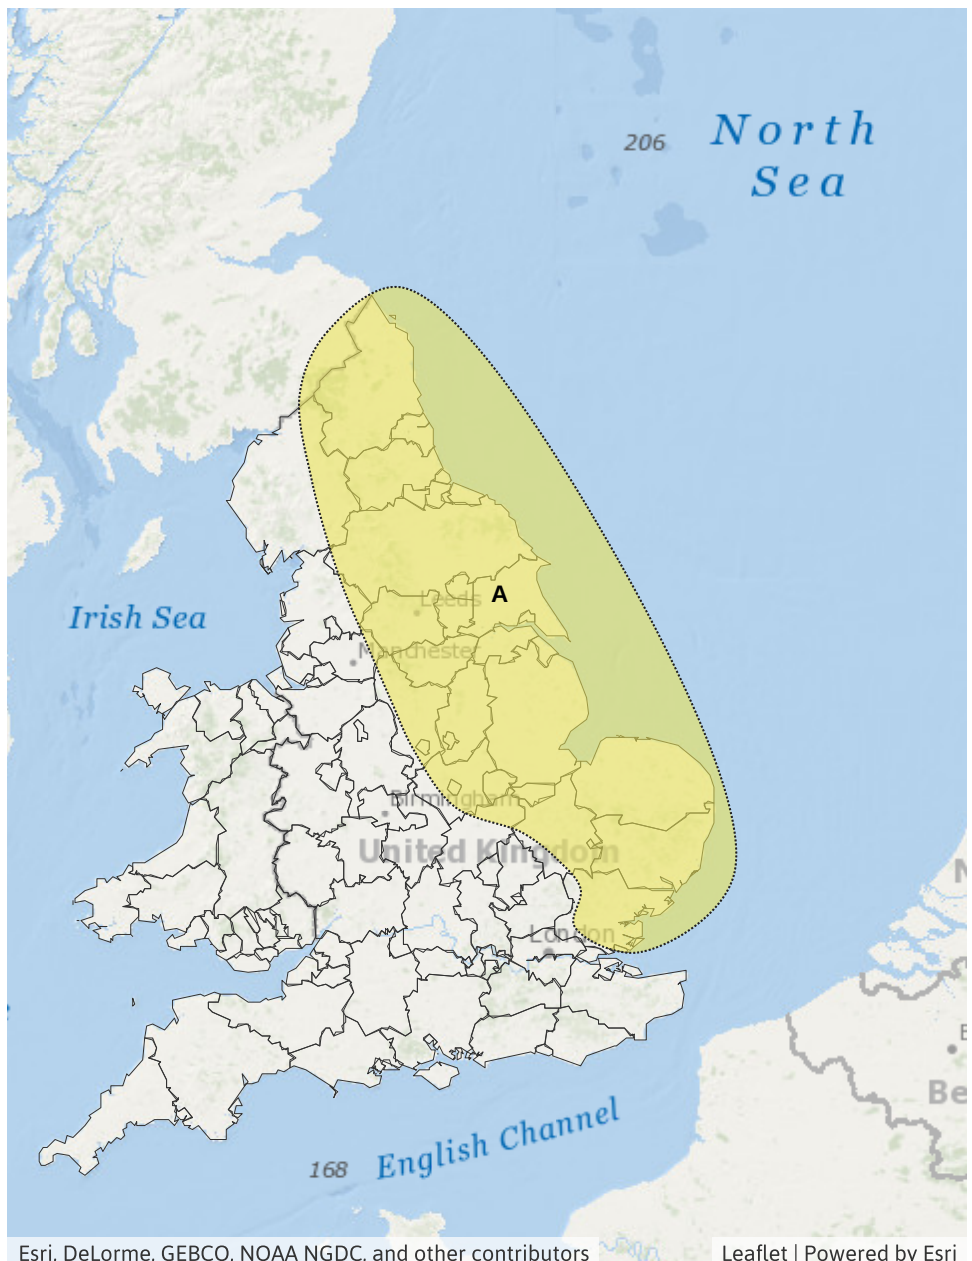 North
Sea
206
A
Leeds
Irish Sea
Manchester
Birmingham
United Kingdom
London
N
B
Be
English Channel
168
Esri, DeLorme, GEBCO, NOAA NGDC, and other contributors
Leaflet | Powered by Esri